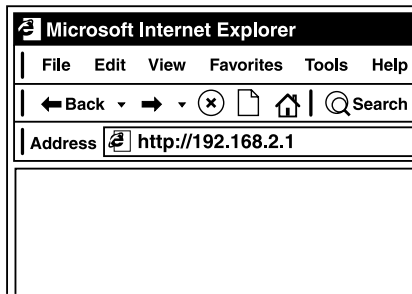 Microsoft Internet Explorer
File Edit View Favorites Tools Help
Back Search
Address http://192.168.2.1